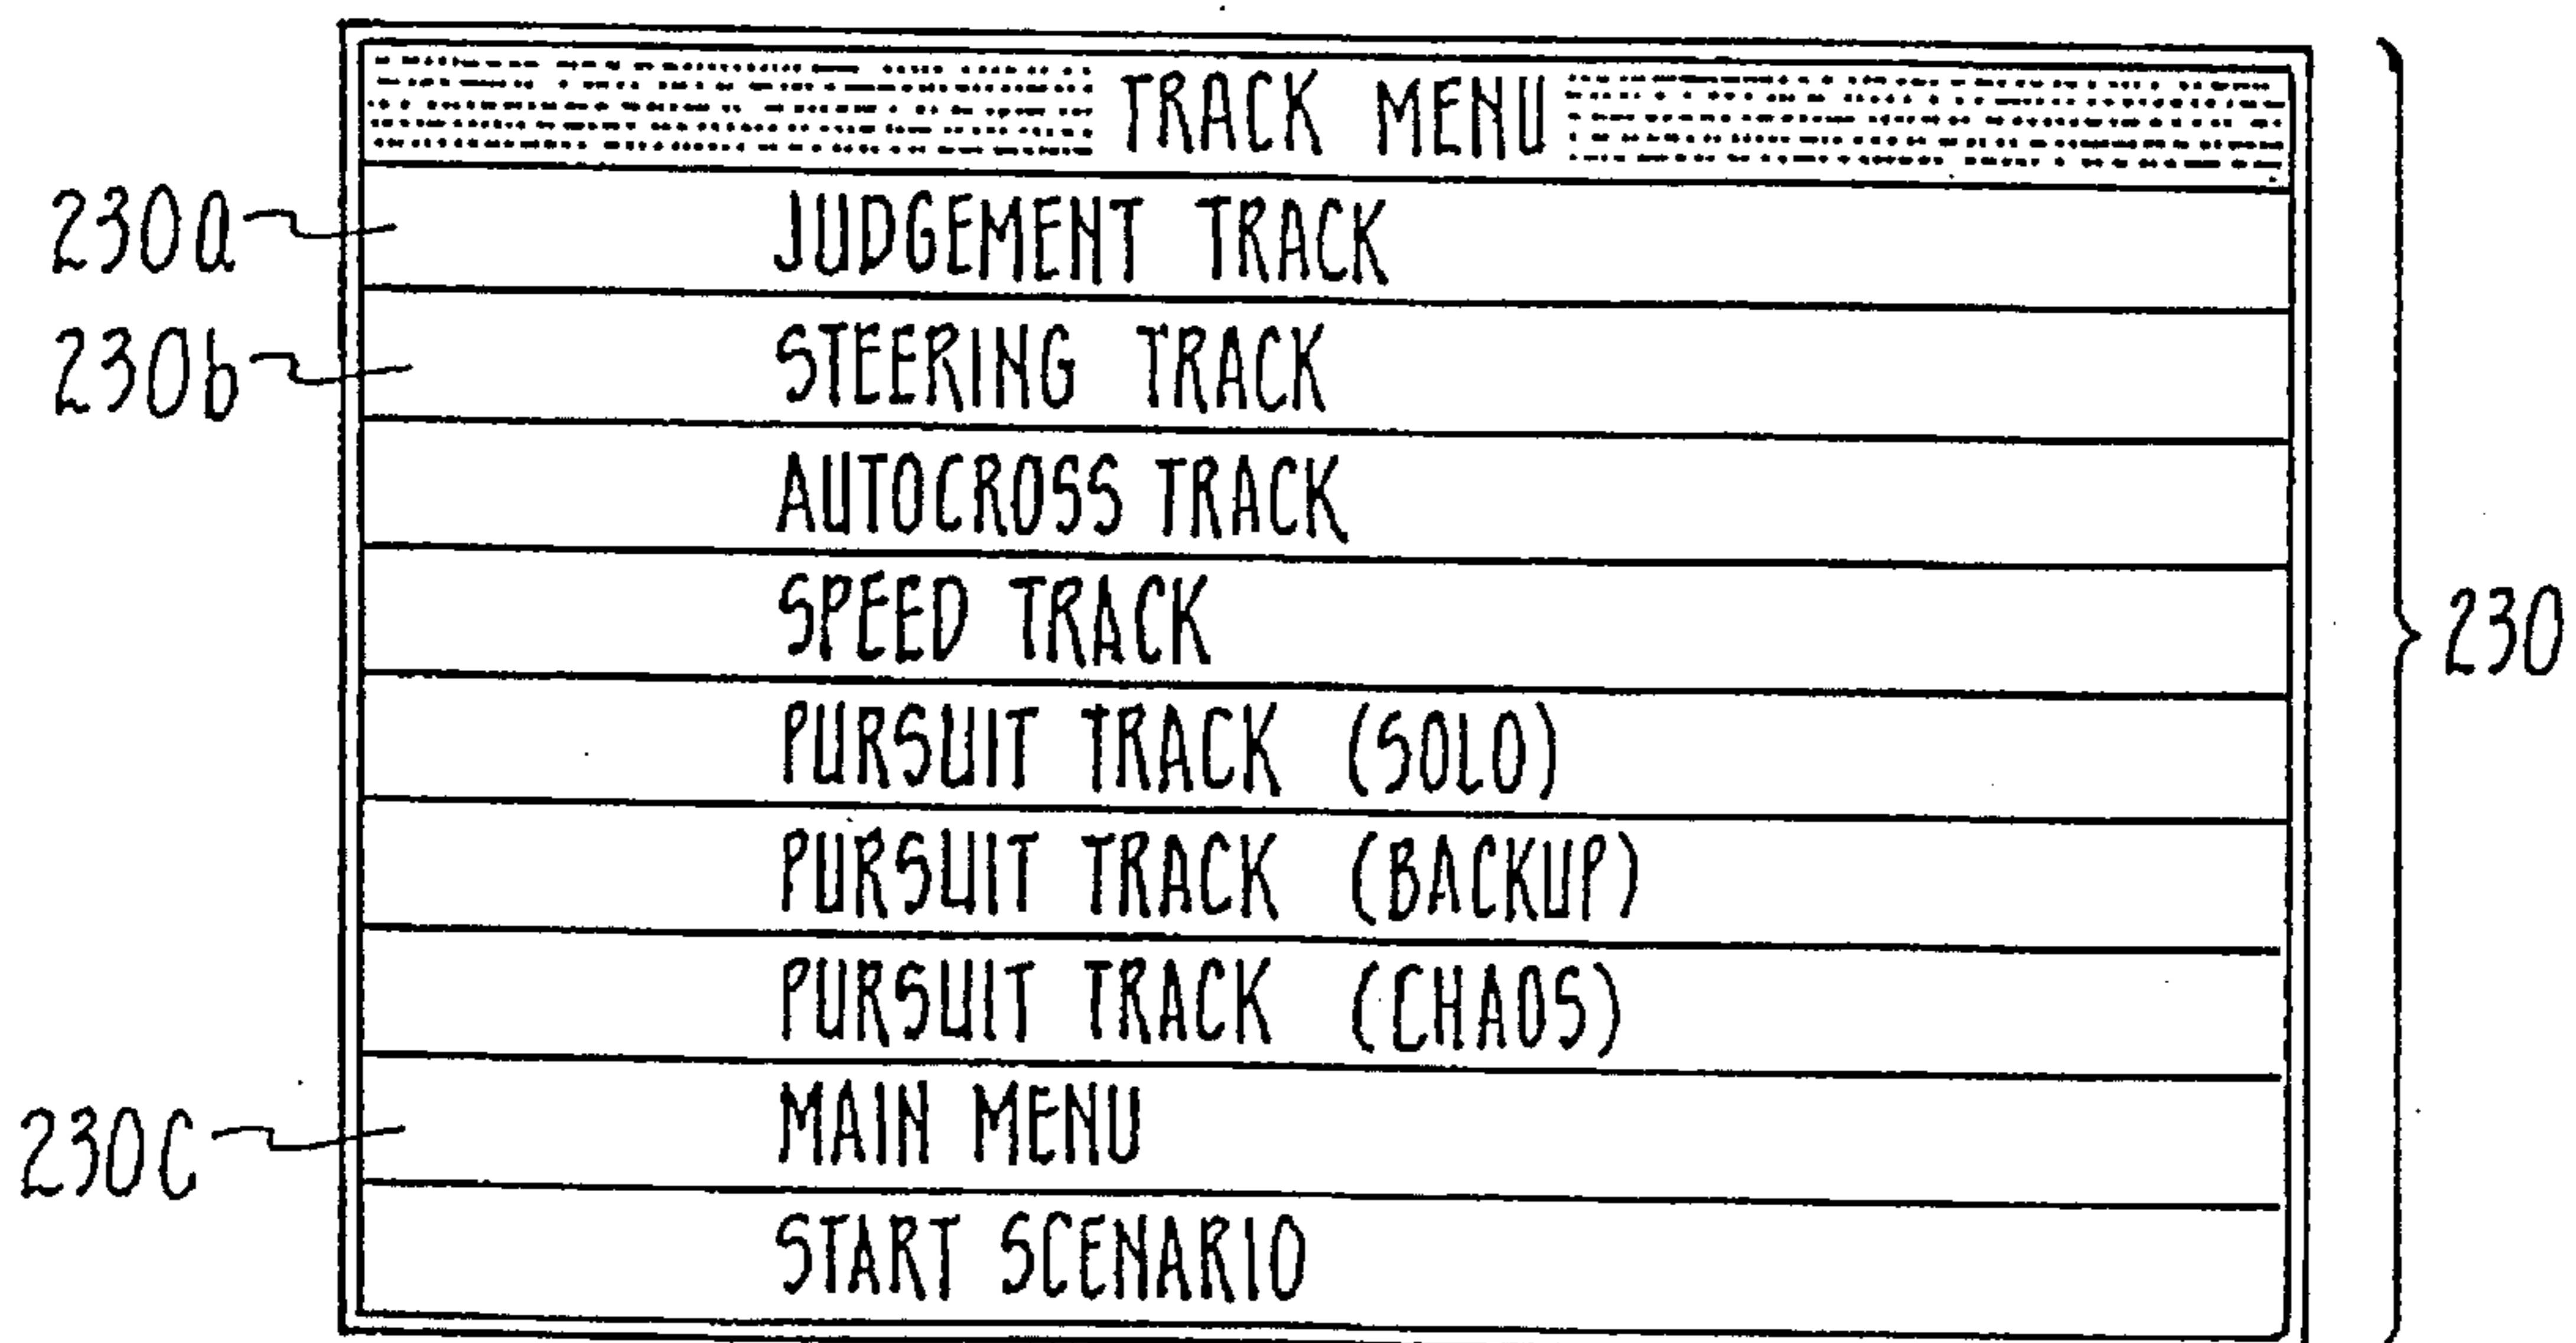 TRACK MENU
230a JUDGEMENT TRACK
230b STEERING TRACK
AUTOCROSS TRACK
SPEED TRACK
230
PURSUIT TRACK (SOLO)
PURSUIT TRACK (BACKUP)
PURSUIT TRACK (CHAOS)
230C MAIN MENU
START SCENARIO